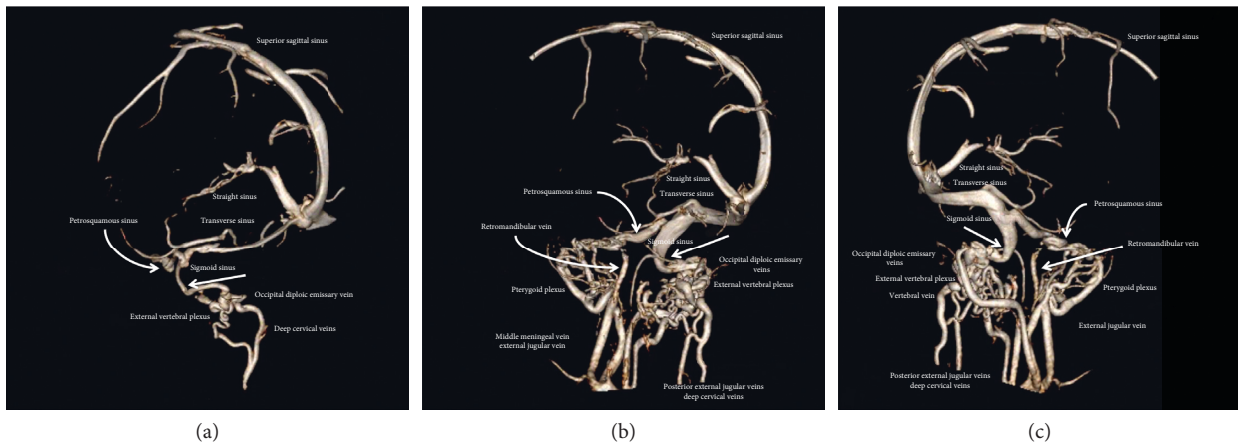 Superior sagittal sinus
Straight sinus
Petrosquamous sinus
Transverse sinus
Sigmoid sinus
Occipital diploic emissary vein
External vertebral plexus
Deep cervical veins
(a)
Superior sagittal sinus
Straight sinus
Petrosquamous sinus
Transverse sinus
Retromandibular vein
Sigmoid sinus
Occipital diploic emissary
veins
Pterygoid plexus
External vertebral plexus
Middle meningeal vein
external jugular vein
Posterior external jugular veins
deep cervical veins
(b)
Superior sagittal sinus
Straight sinus
Transverse sinus
Petrosquamous sinus
Sigmoid sinus
Retromandibular vein
Occipital diploic emissary
veins
External vertebral plexus
Pterygoid plexus
Vertebral vein
External jugular vein
Posterior external jugular veins
deep cervical veins
(c)